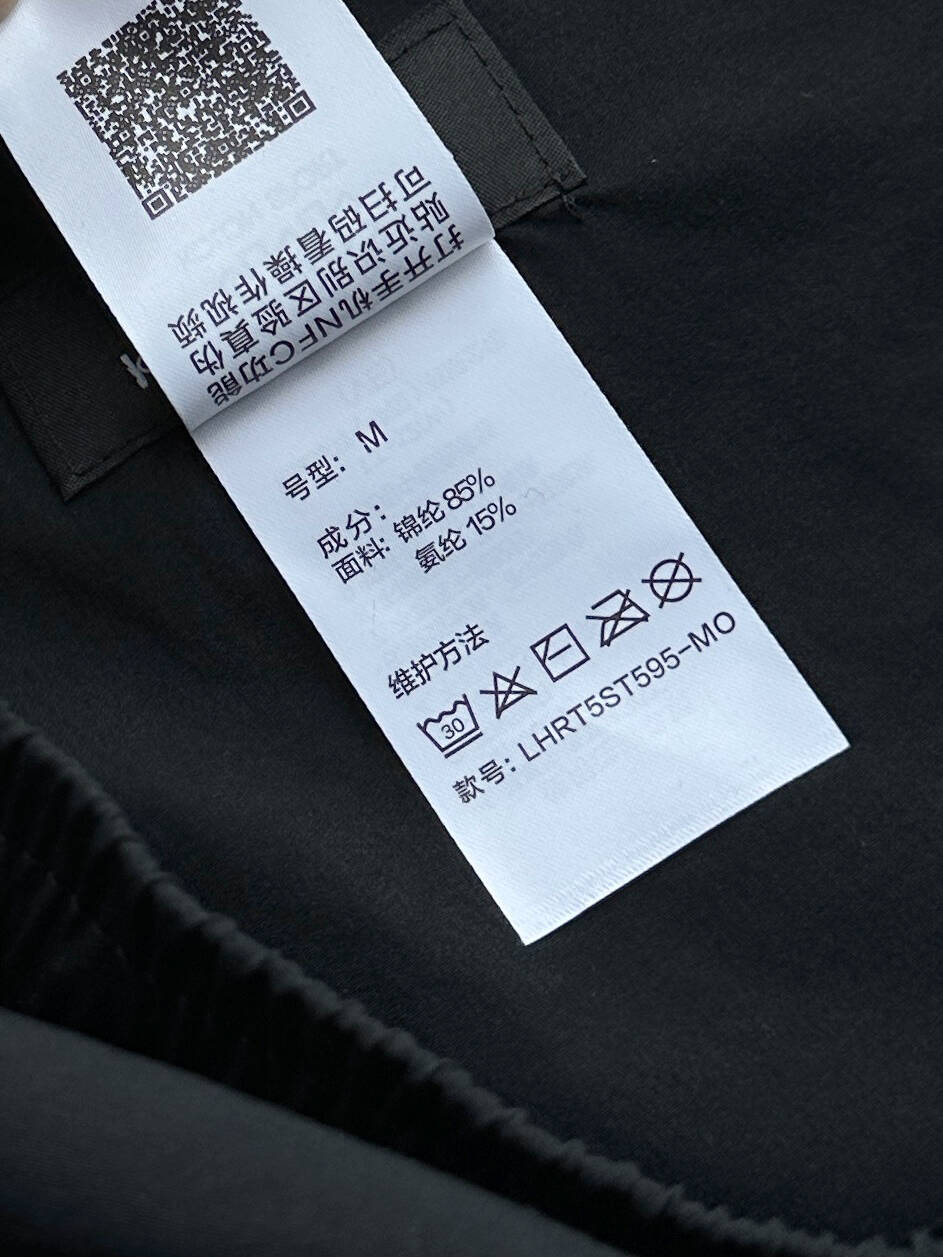 打开手机NFC功能
贴近识别区验真伪
可扫码看操作视频
号型: M
成分:
面料: 锦纶 85%
氨纶 15%
维护方法
30
款号: LHRT5ST595-MO